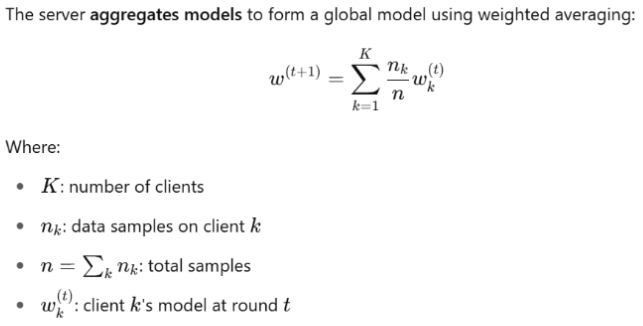 The server aggregates models to form a global model using weighted averaging:
w^{(t+1)} = \sum_{k=1}^{K} \frac{n_k}{n} w_k^{(t)}
Where:
• K: number of clients
• n_k: data samples on client k
• n = \sum_k n_k: total samples
• w_k^{(t)}: client k's model at round t